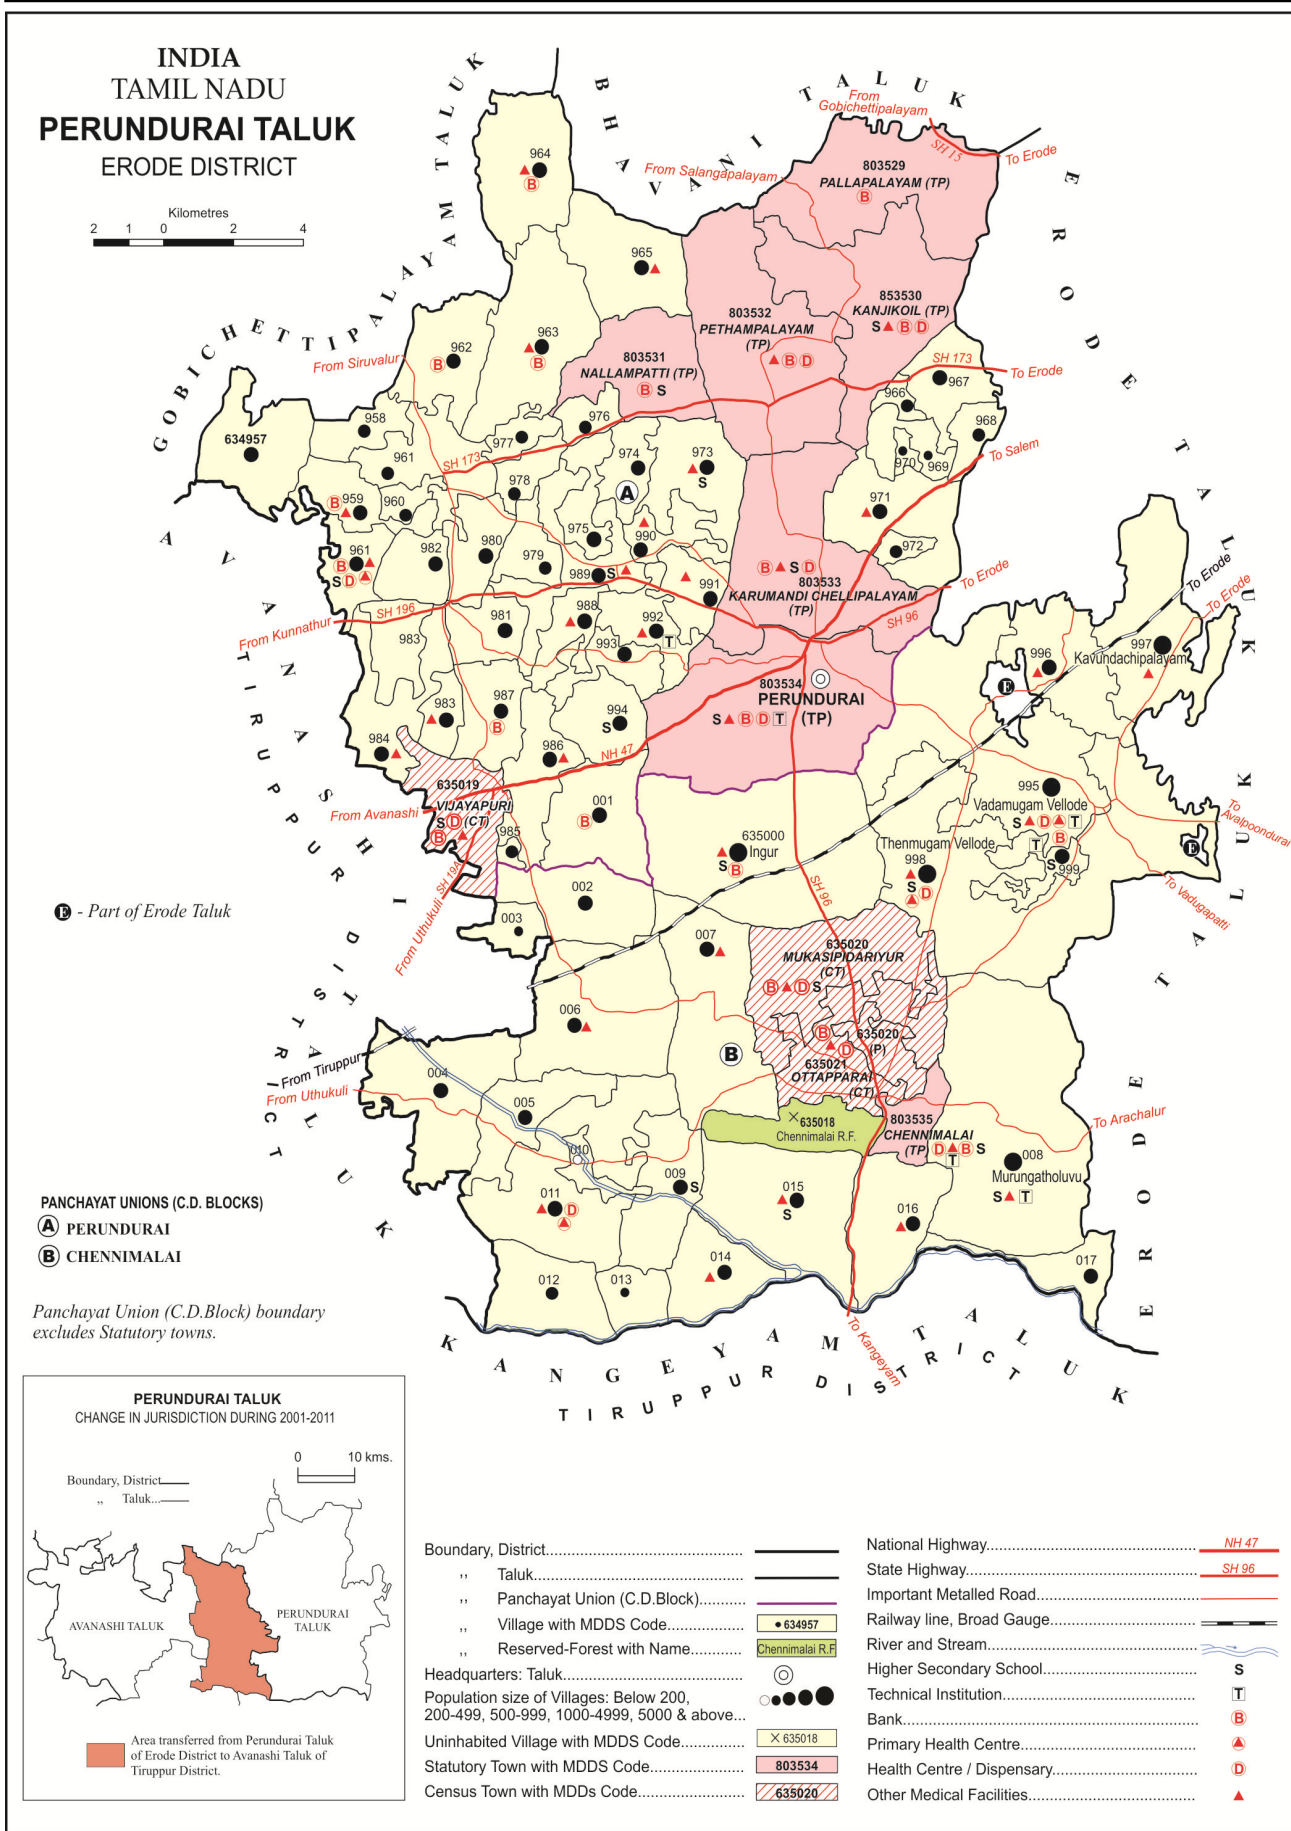 INDIA
TAMIL NADU
PERUNDURAI TALUK
ERODE DISTRICT
Kilometres
2 1 0 2 4
GOBICHETTIPALAYAM TALUK
BHAVANI TALUK
ERODE TALUK
From
Gobichettipalayam
SH 15
To Erode
From Salangapalayam
803529
PALLAPALAYAM (TP)
B
964
B
965
853530
KANJIKOIL (TP)
S B D
803532
PETHAMPALAYAM
(TP)
B D
963
B
962
B
From Siruvalur
803531
NALLAMPATTI (TP)
B S
SH 173
To Erode
967
966
968
To Salem
970
969
971
972
634957
958
961
977
976
SH 173
974
973
S
A
978
B
959
960
975
990
961
B
S D
982
980
979
989 S
991
B S D
803533
KARUMANDI CHELLIPALAYAM
(TP)
To Erode
SH 96
From Kunnathur
SH 196
981
988
992
T
993
983
803534
PERUNDURAI
(TP)
S B D T
983
987
B
994
S
984
986
NH 47
635019
VIJAYAPURI
(CT)
S D
B
From Avanashi
985
001
B
SH 19A
From Uthukuli
AVANASHI TALUK
TIRUPPUR DISTRICT
To Erode
To Erode
996
997
Kavundachipalayam
E
995
Vadamugam Vellode
S D T
B
T
S
999
To
Avalpoondurai
E
To Vadugapatti
Thenmugam Vellode
998
S
D
635000
Ingur
S B
SH 96
E - Part of Erode Taluk
002
003
007
635020
MUKASIPIDARIYUR
(CT)
B D S
006
B
B
D
635020
(P)
635021
OTTAPPARAI
(CT)
From Tiruppur
From Uthukuli
004
005
635018
Chennimalai R.F.
803535
CHENNIMALAI
(TP)
D B S
T
To Arachalur
008
Murungatholuvu
S T
010
009
S
011
D
015
S
016
017
014
012
013
To Kangeyam
KANGEYAM TALUK
TIRUPPUR DISTRICT
ERODE TALUK
PANCHAYAT UNIONS (C.D. BLOCKS)
A PERUNDURAI
B CHENNIMALAI
Panchayat Union (C.D.Block) boundary
excludes Statutory towns.
PERUNDURAI TALUK
CHANGE IN JURISDICTION DURING 2001-2011
0 10 kms.
Boundary, District
,, Taluk...
AVANASHI TALUK
PERUNDURAI
TALUK
Area transferred from Perundurai Taluk
of Erode District to Avanashi Taluk of
Tiruppur District.
Boundary, District
,, Taluk
,, Panchayat Union (C.D.Block)
,, Village with MDDS Code 634957
,, Reserved-Forest with Name Chennimalai R.F
Headquarters: Taluk
Population size of Villages: Below 200,
200-499, 500-999, 1000-4999, 5000 & above...
Uninhabited Village with MDDS Code 635018
Statutory Town with MDDS Code 803534
Census Town with MDDs Code 635020
National Highway NH 47
State Highway SH 96
Important Metalled Road
Railway line, Broad Gauge
River and Stream
Higher Secondary School S
Technical Institution T
Bank B
Primary Health Centre
Health Centre / Dispensary D
Other Medical Facilities